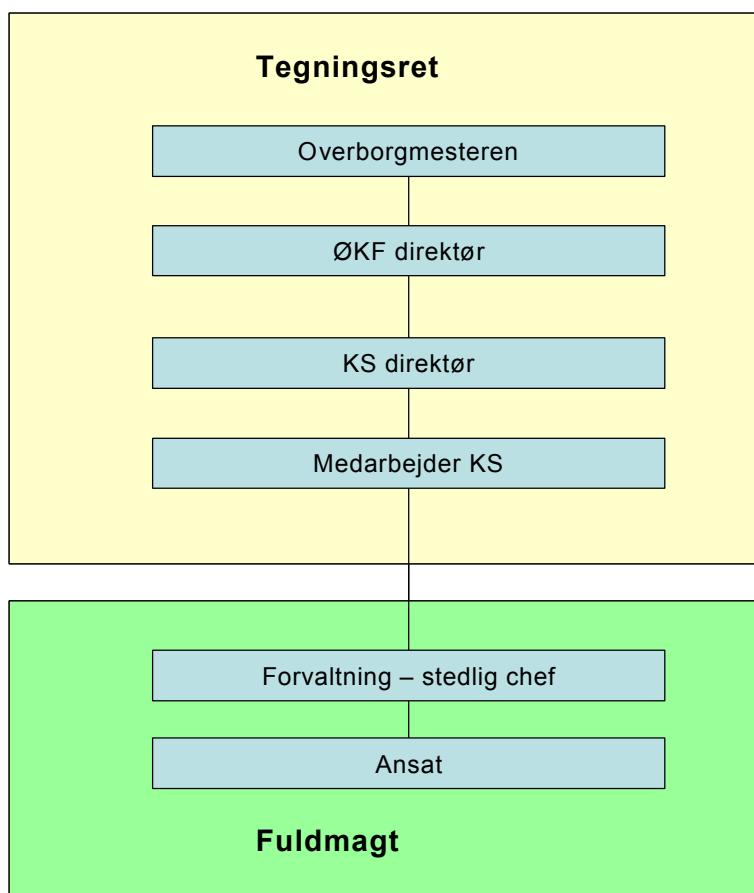 Tegningsret
Overborgmesteren
ØKF direktør
KS direktør
Medarbejder KS
Forvaltning – stedlig chef
Ansat
Fuldmagt